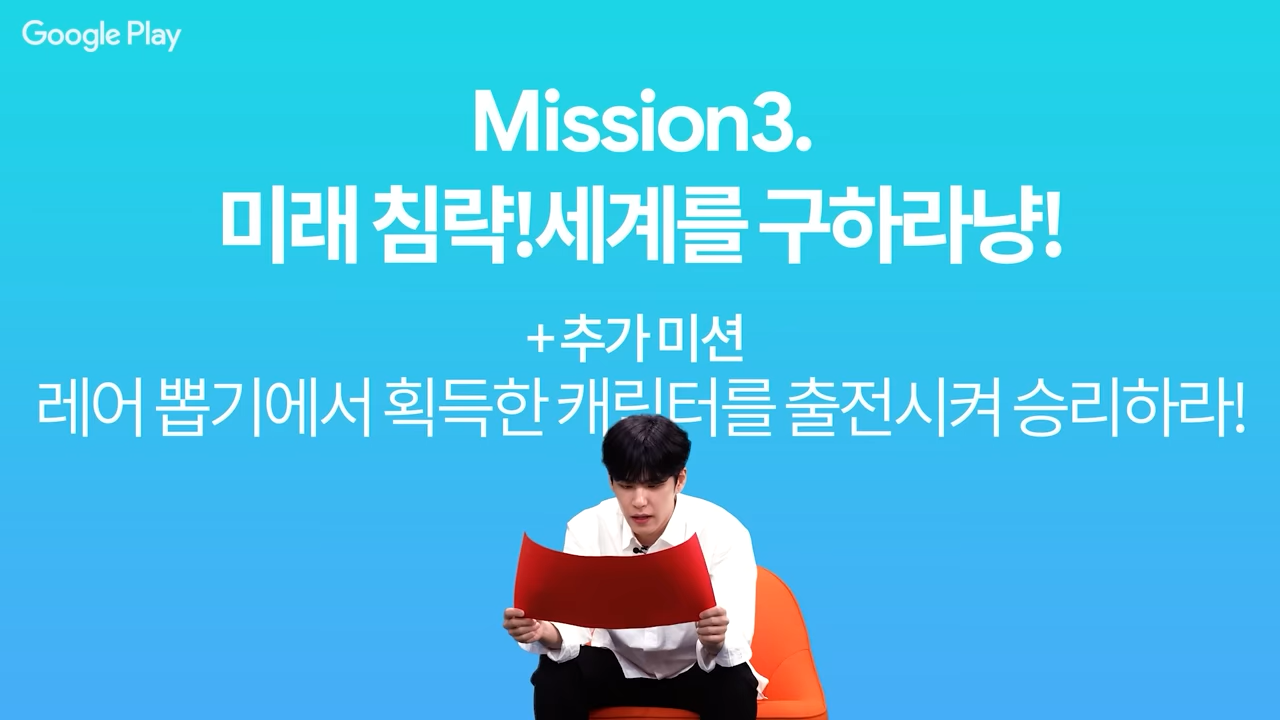 Google Play
Mission3.
미래 침략!세계를 구하라냥!
+ 추가 미션
레어 뽑기에서 획득한 캐릭터를 출전시켜 승리하라!